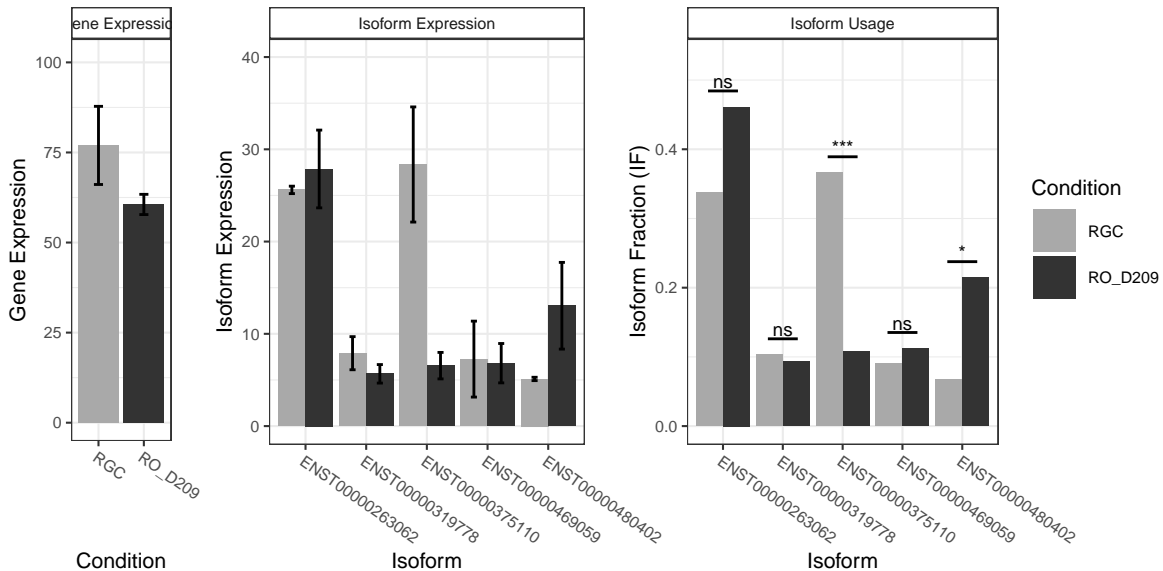 ene Expressio
Gene Expression
100
75
50
25
0
RGC
RO_D209
Condition
Isoform Expression
Isoform Expression
40
30
20
10
0
ENST00000263062
ENST00000319778
ENST00000375110
ENST00000469059
ENST00000480402
Isoform
Isoform Usage
Isoform Fraction (IF)
0.4
0.2
0.0
ns
ns
***
ns
*
ENST00000263062
ENST00000319778
ENST00000375110
ENST00000469059
ENST00000480402
Isoform
Condition
RGC
RO_D209